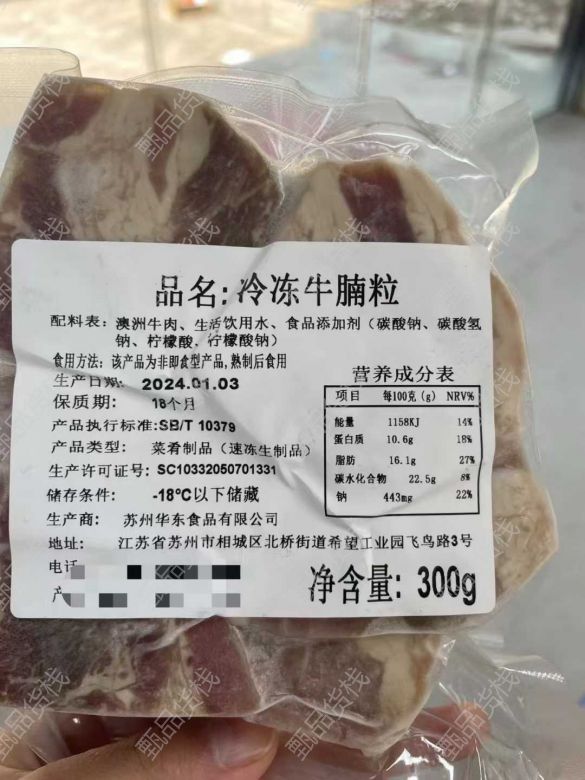 品名：冷冻牛腩粒
配料表：澳洲牛肉、生活饮用水、食品添加剂（碳酸钠、碳酸氢
钠、柠檬酸、柠檬酸钠）
食用方法：该产品为非即食型产品，熟制后食用
生产日期：2024.01.03
保质期：18个月
产品执行标准：SB/T 10379
产品类型：菜肴制品（速冻生制品）
生产许可证号：SC10332050701331
储存条件：-18℃以下储藏
生产商：苏州华东食品有限公司
地址：江苏省苏州市相城区北桥街道希望工业园飞鸟路3号
电话
产
营养成分表
项目 每100克(g) NRV%
能量 1158KJ 14%
蛋白质 10.6g 18%
脂肪 16.1g 27%
碳水化合物 22.5g 8%
钠 443mg 22%
净含量：300g
甄品货栈